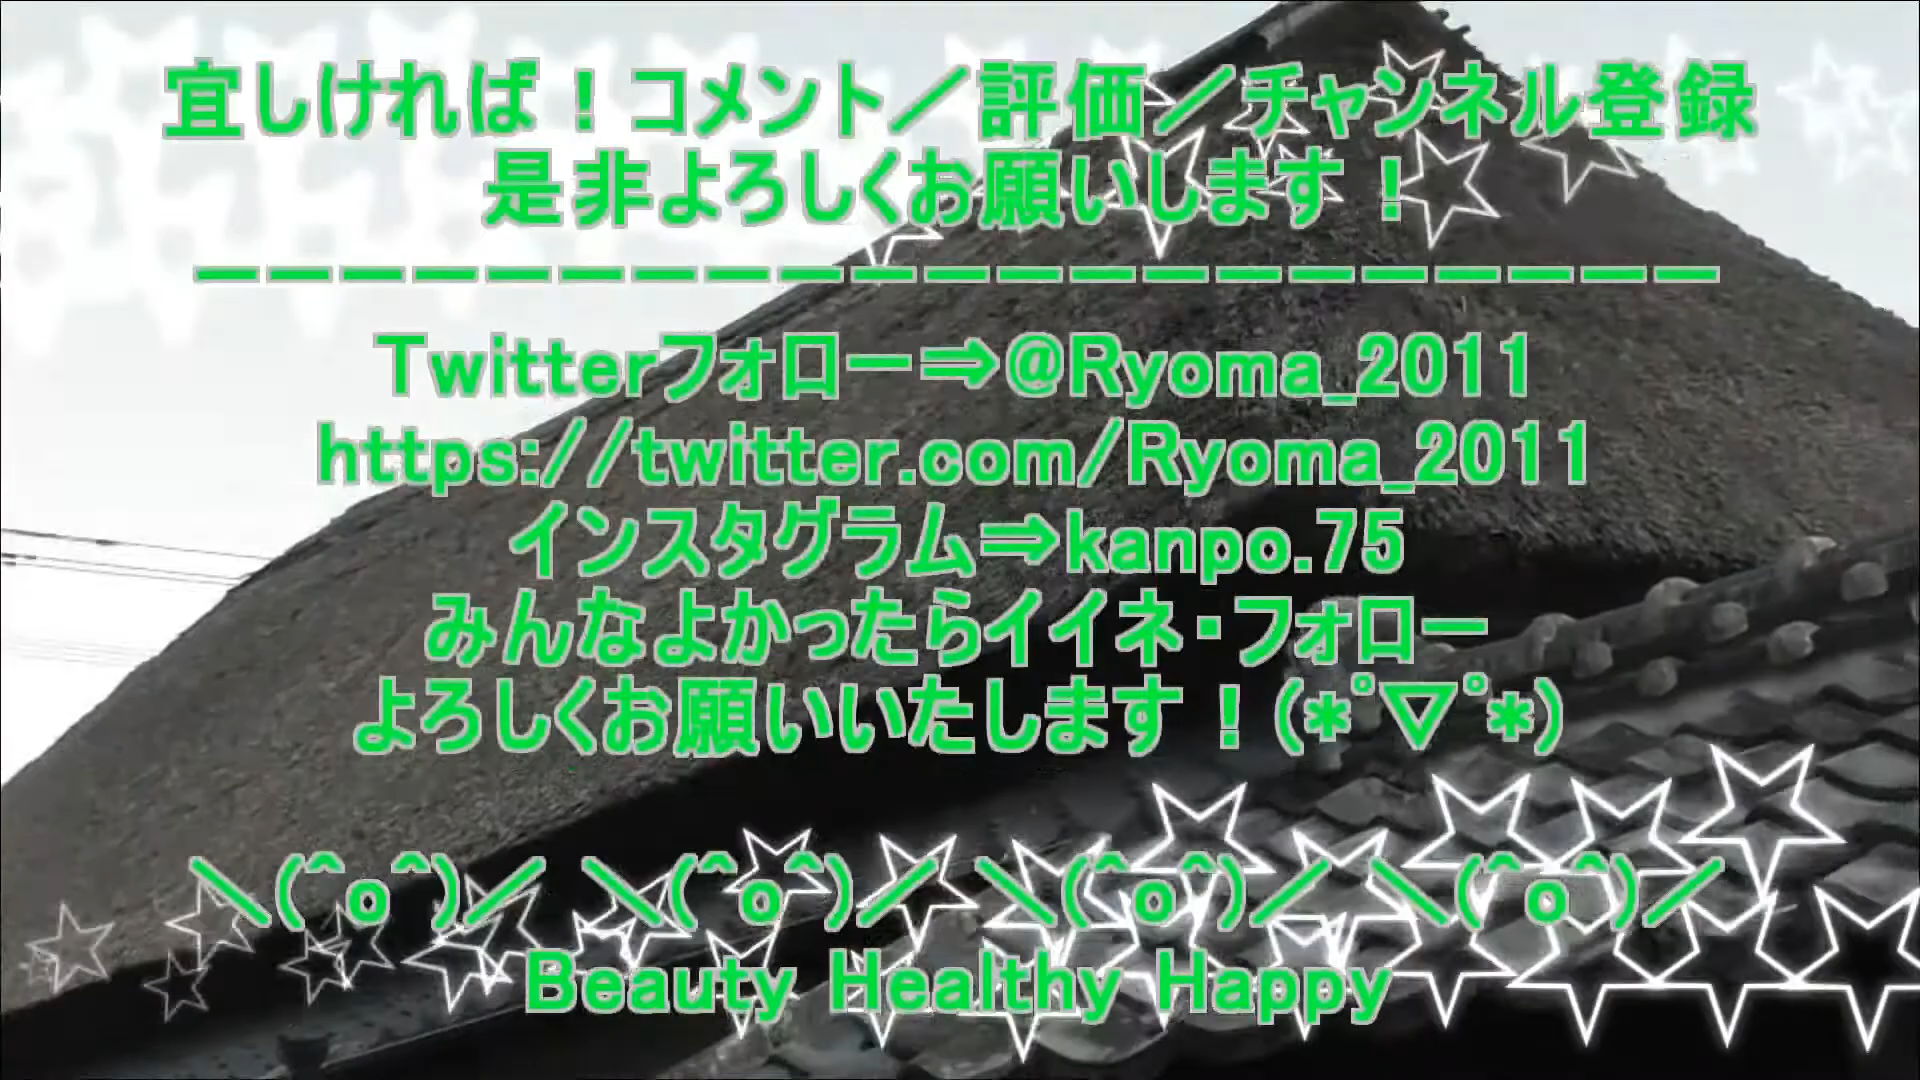 宜しければ！コメント／評価／チャンネル登録
是非よろしくお願いします！
ーーーーーーーーーーーーーーーーーーーーー
Twitterフォロー⇒@Ryoma_2011
https://twitter.com/Ryoma_2011
インスタグラム⇒kanpo.75
みんなよかったらイイネ・フォロー
よろしくお願いいたします！(*ﾟ▽ﾟ*)
＼(^o^)／ ＼(^o^)／ ＼(^o^)／ ＼(^o^)／
Beauty Healthy Happy